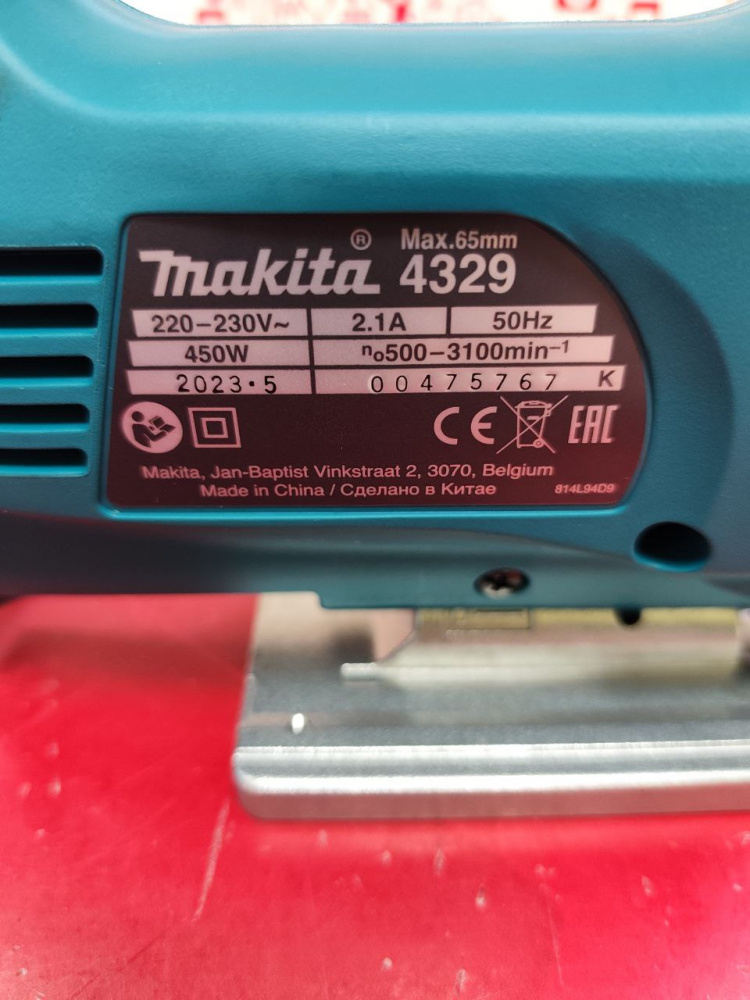 Makita ® Max.65mm
4329
220-230V~ 2.1A 50Hz
450W no500-3100min-1
2023·5 00475767 K
CE EAC
Makita, Jan-Baptist Vinkstraat 2, 3070, Belgium
Made in China / Сделано в Китае 814L94D9